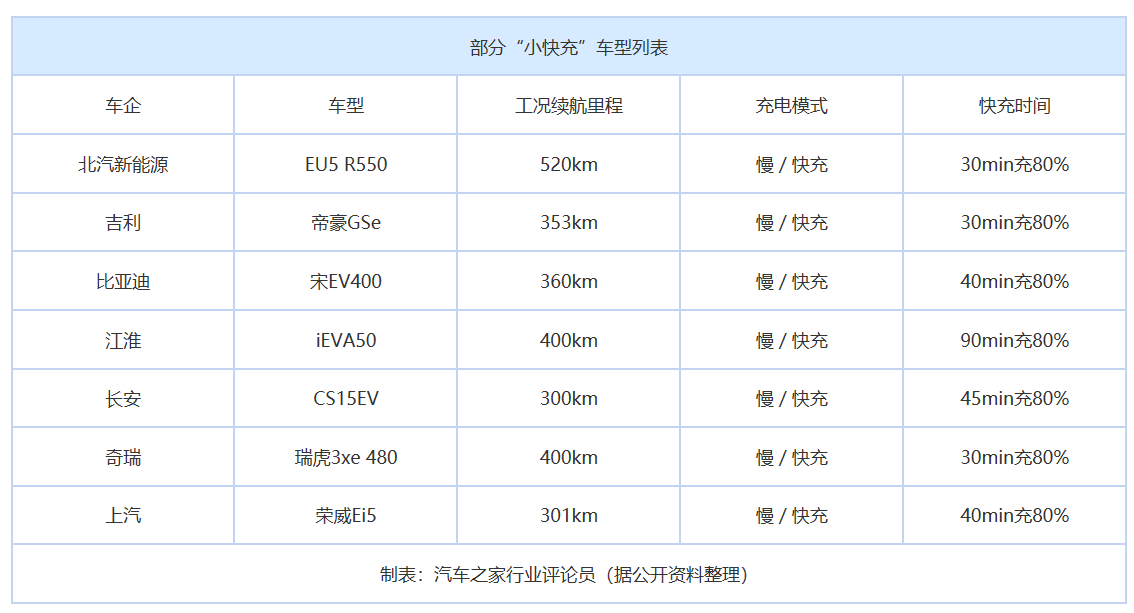 部分“小快充”车型列表
车企 车型 工况续航里程 充电模式 快充时间
北汽新能源 EU5 R550 520km 慢 / 快充 30min充80%
吉利 帝豪GSe 353km 慢 / 快充 30min充80%
比亚迪 宋EV400 360km 慢 / 快充 40min充80%
江淮 iEVA50 400km 慢 / 快充 90min充80%
长安 CS15EV 300km 慢 / 快充 45min充80%
奇瑞 瑞虎3xe 480 400km 慢 / 快充 30min充80%
上汽 荣威Ei5 301km 慢 / 快充 40min充80%
制表：汽车之家行业评论员（据公开资料整理）